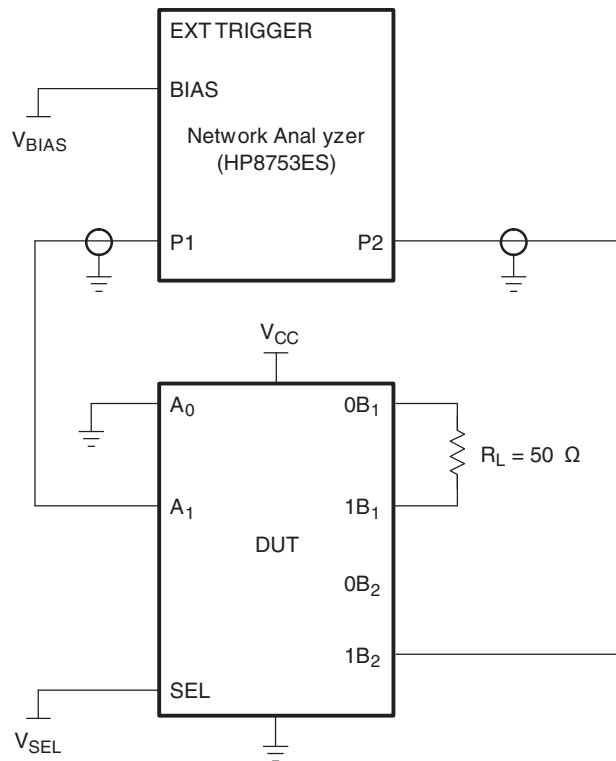 EXT TRIGGER
BIAS
V_BIAS
Network Anal yzer
(HP8753ES)
P1
P2
V_CC
A_0
0B_1
R_L = 50 Ω
A_1
1B_1
DUT
0B_2
1B_2
SEL
V_SEL